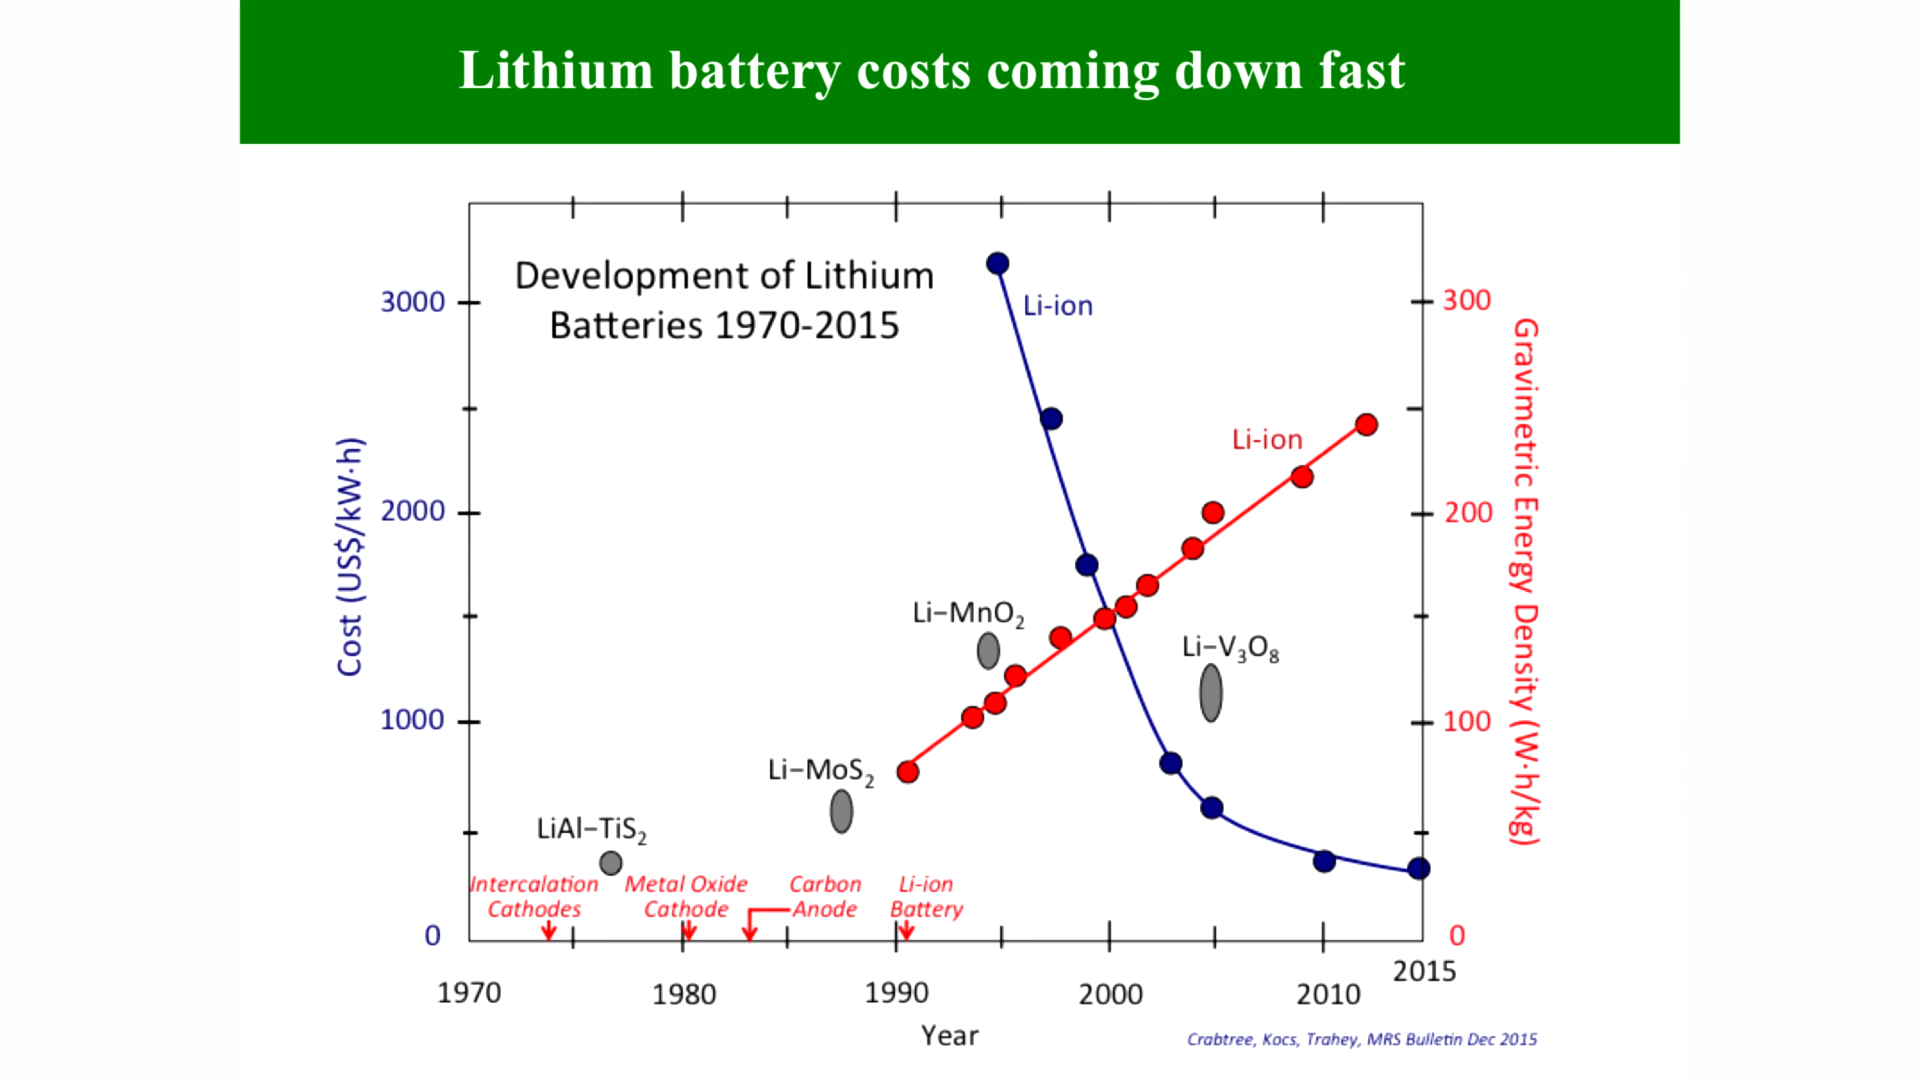 Lithium battery costs coming down fast
Development of Lithium
Batteries 1970-2015
Li-ion
Li-ion
Li−MnO₂
Li−V₃O₈
Li−MoS₂
LiAl−TiS₂
Intercalation
Cathodes
Metal Oxide
Cathode
Carbon
Anode
Li-ion
Battery
Cost (US$/kW·h)
3000
2000
1000
0
Gravimetric Energy Density (W·h/kg)
300
200
100
0
1970
1980
1990
2000
2010
2015
Year
Crabtree, Kocs, Trahey, MRS Bulletin Dec 2015